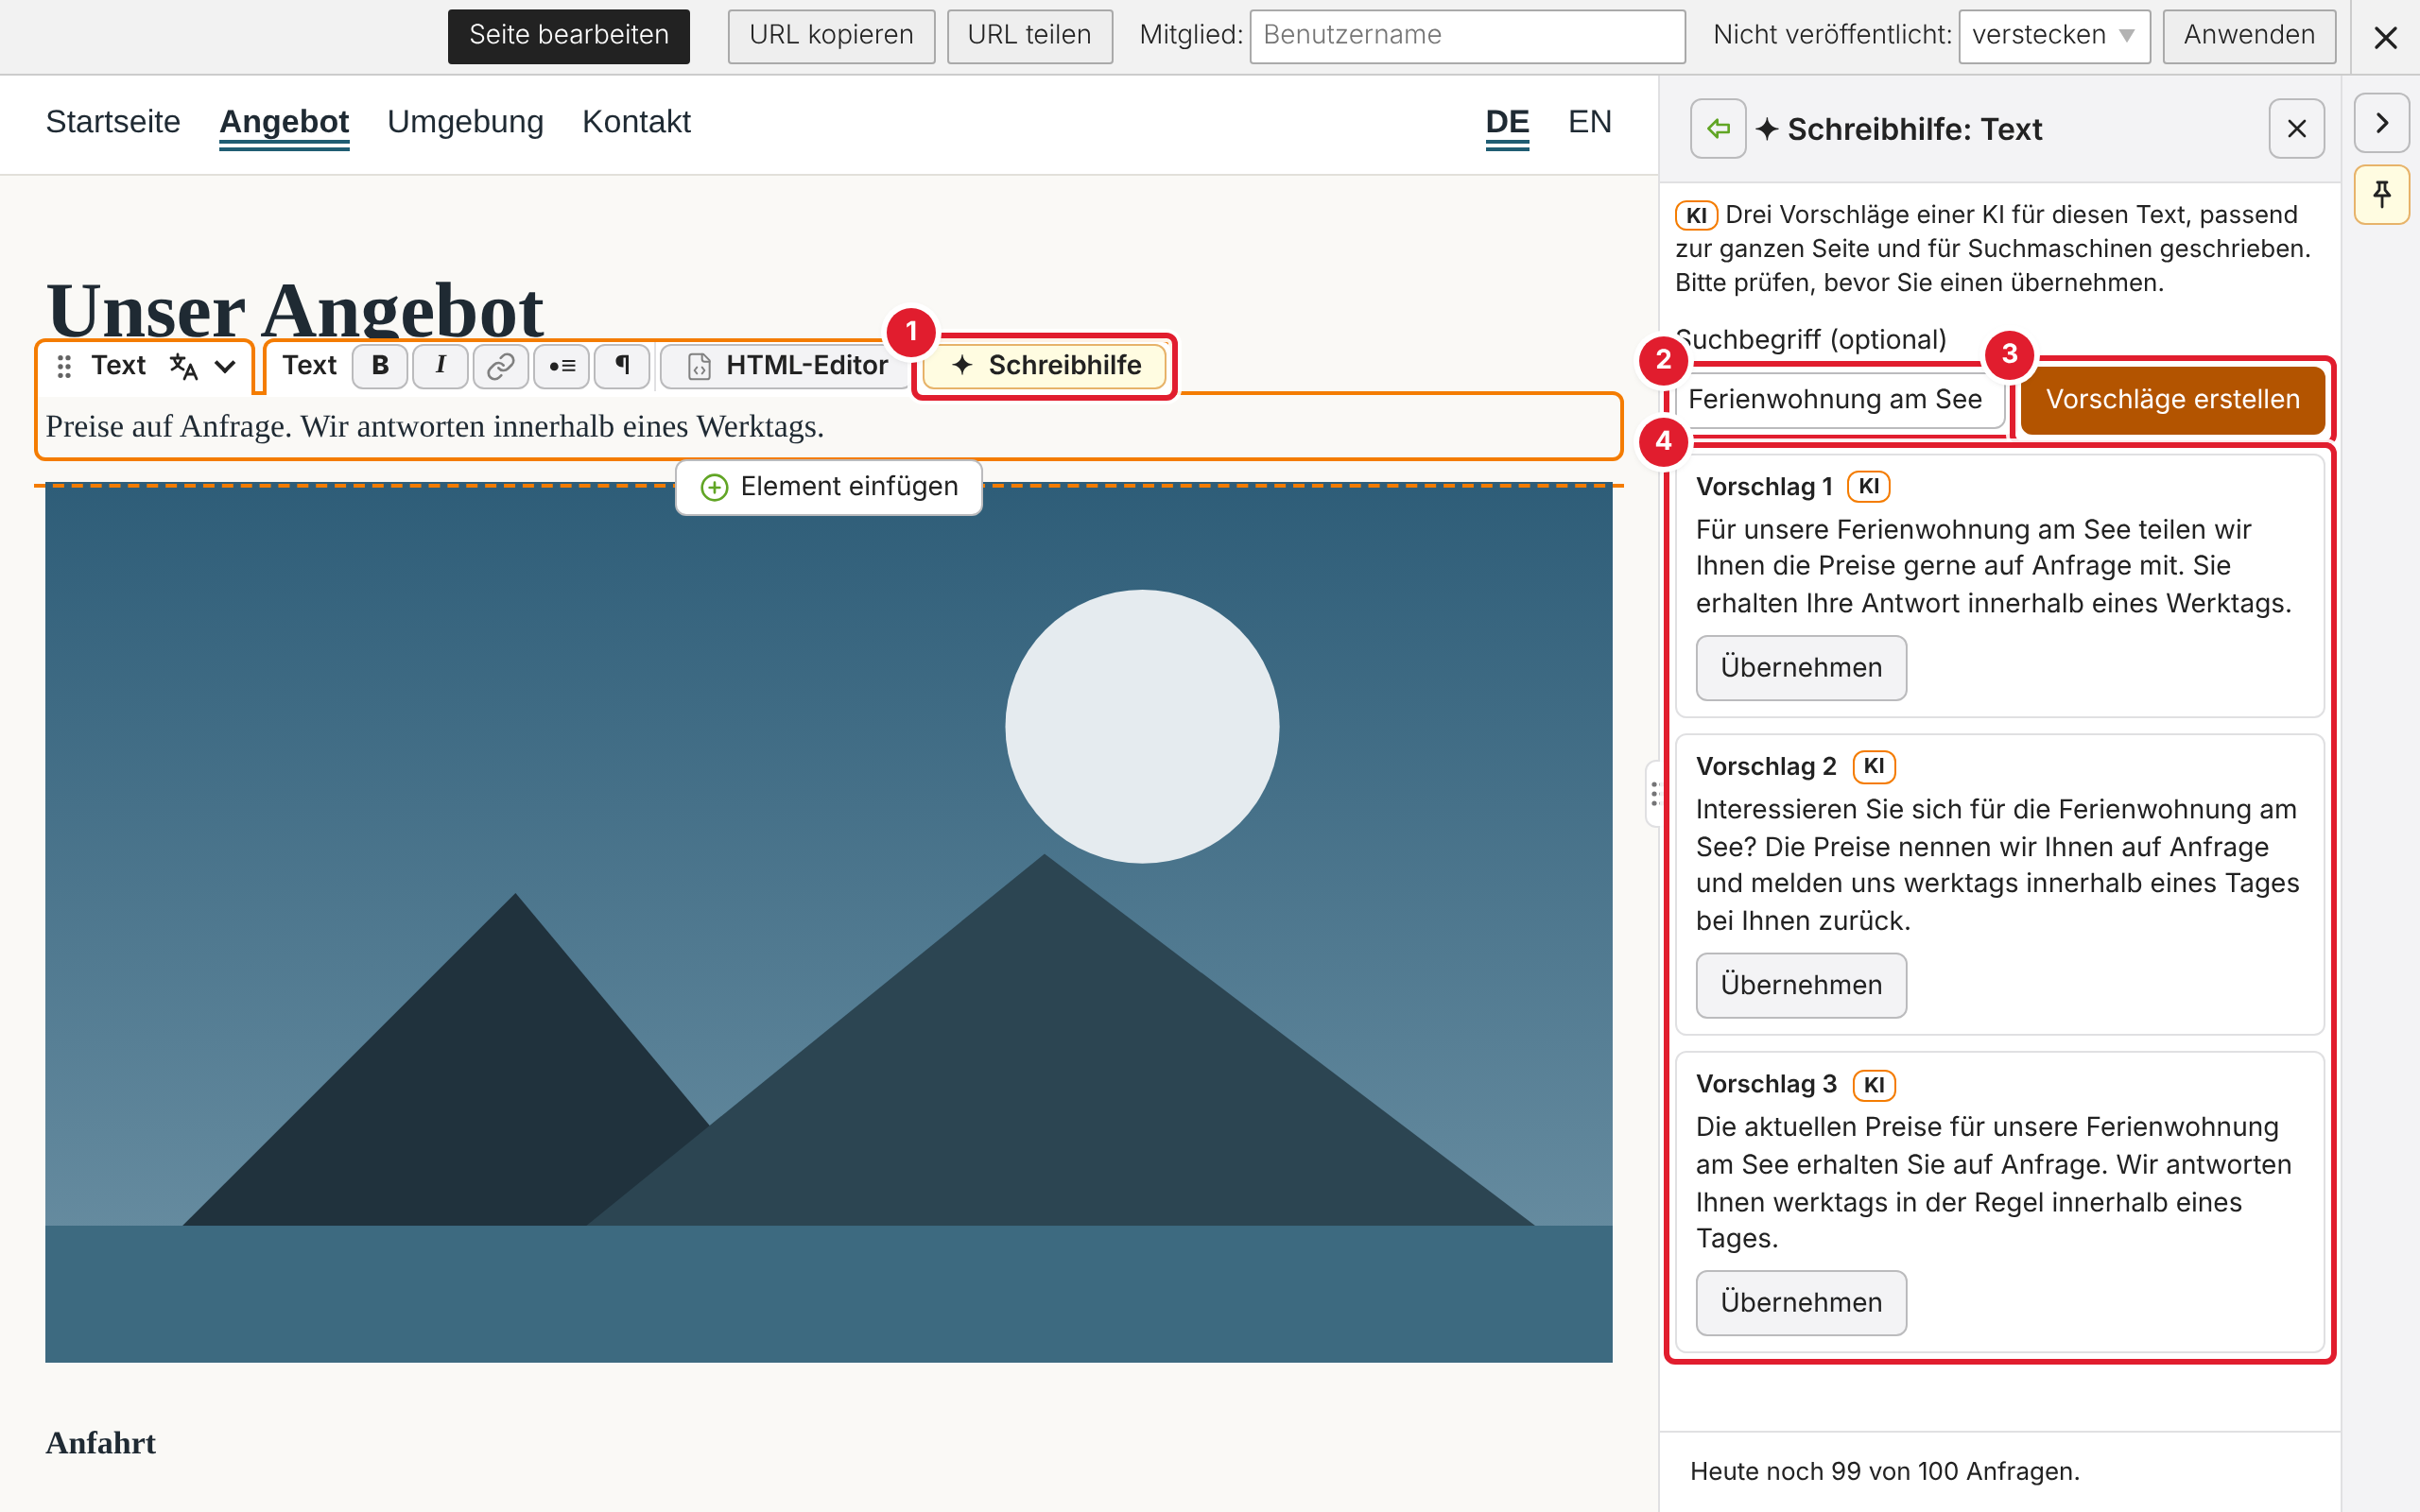 Seite bearbeiten URL kopieren URL teilen Mitglied: Benutzername Nicht veröffentlicht: verstecken Anwenden
Startseite Angebot Umgebung Kontakt DE EN
Unser Angebot
Text Text B I ¶ HTML-Editor 1 Schreibhilfe
Preise auf Anfrage. Wir antworten innerhalb eines Werktags.
Element einfügen
Anfahrt
Schreibhilfe: Text
KI Drei Vorschläge einer KI für diesen Text, passend
zur ganzen Seite und für Suchmaschinen geschrieben.
Bitte prüfen, bevor Sie einen übernehmen.
Suchbegriff (optional)
2 Ferienwohnung am See 3 Vorschläge erstellen
4
Vorschlag 1 KI
Für unsere Ferienwohnung am See teilen wir
Ihnen die Preise gerne auf Anfrage mit. Sie
erhalten Ihre Antwort innerhalb eines Werktags.
Übernehmen
Vorschlag 2 KI
Interessieren Sie sich für die Ferienwohnung am
See? Die Preise nennen wir Ihnen auf Anfrage
und melden uns werktags innerhalb eines Tages
bei Ihnen zurück.
Übernehmen
Vorschlag 3 KI
Die aktuellen Preise für unsere Ferienwohnung
am See erhalten Sie auf Anfrage. Wir antworten
Ihnen werktags in der Regel innerhalb eines
Tages.
Übernehmen
Heute noch 99 von 100 Anfragen.